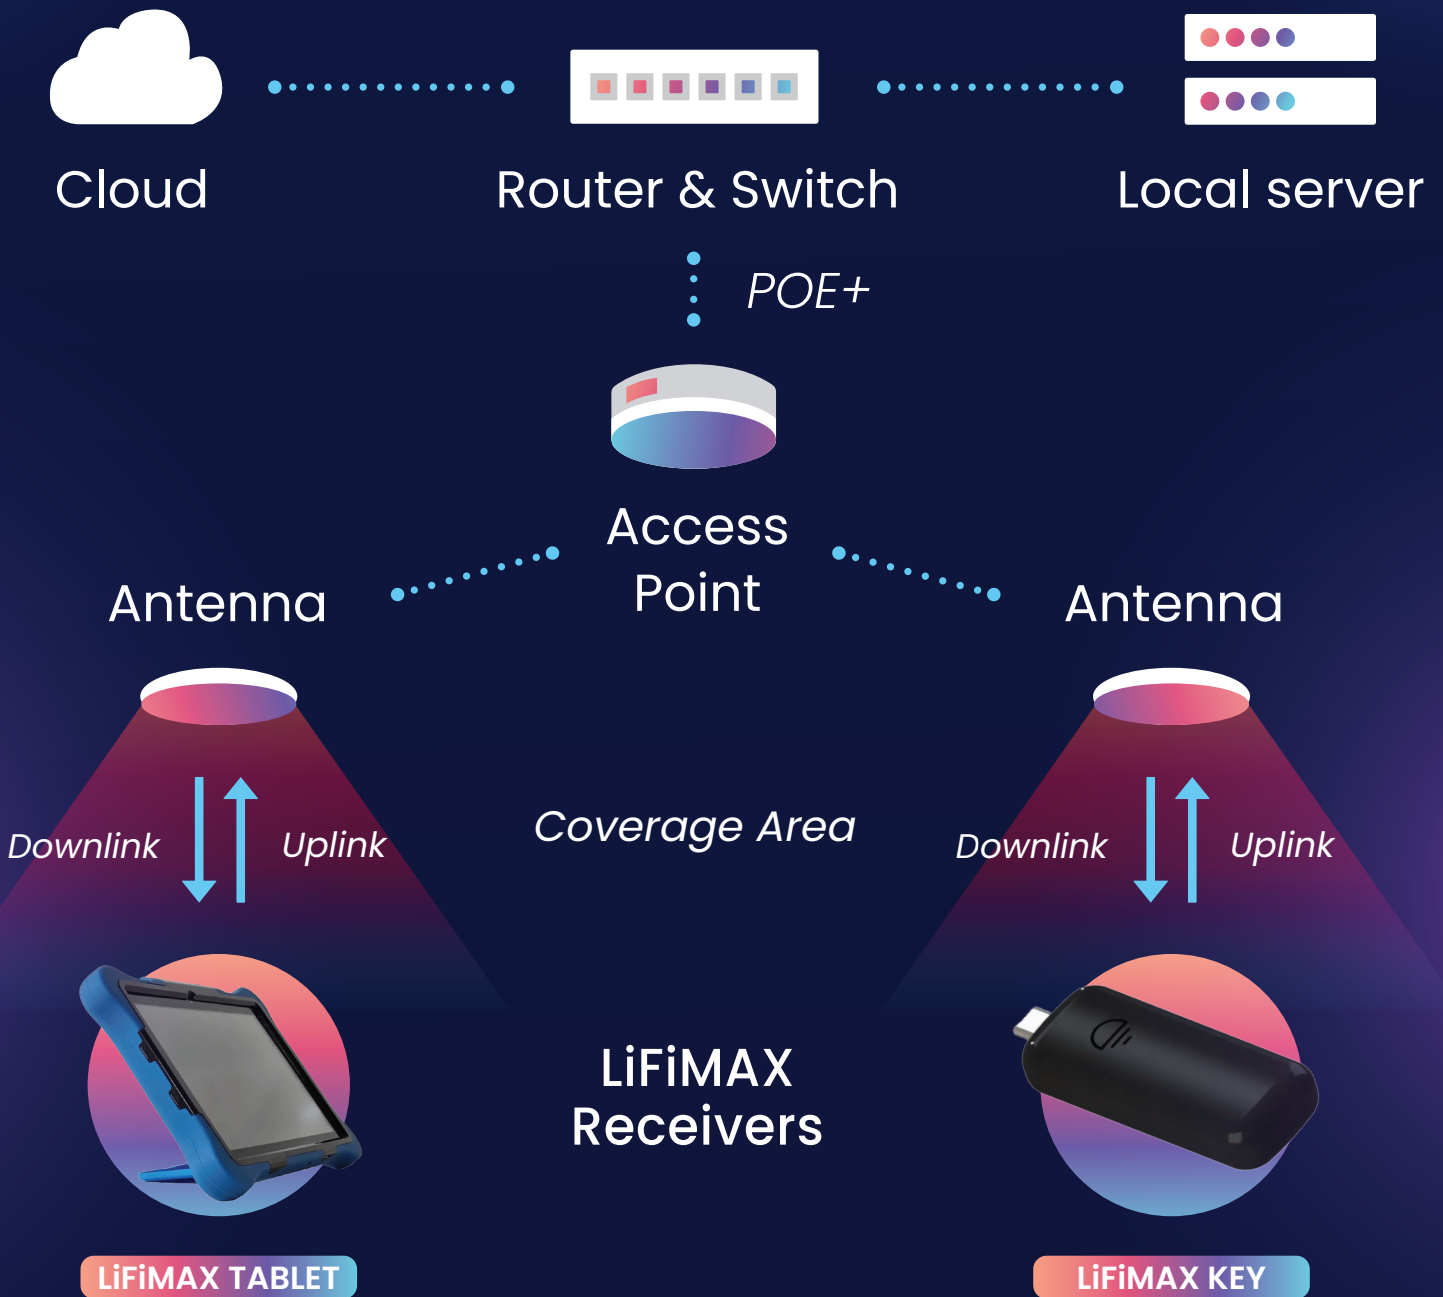 Cloud
Router & Switch
Local server
POE+
Access
Point
Antenna
Antenna
Downlink
Uplink
Coverage Area
Downlink
Uplink
LiFiMAX
Receivers
LiFiMAX TABLET
LiFiMAX KEY